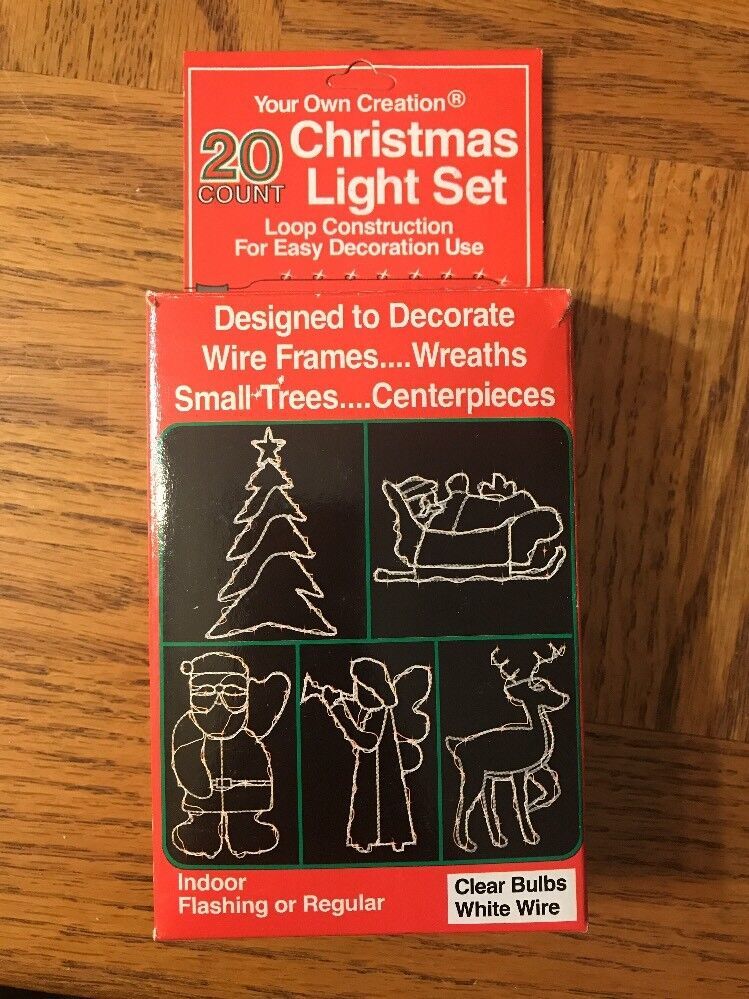 Your Own Creation®
20
COUNT
Christmas
Light Set
Loop Construction
For Easy Decoration Use
Designed to Decorate
Wire Frames....Wreaths
Small Trees....Centerpieces
Indoor
Flashing or Regular
Clear Bulbs
White Wire